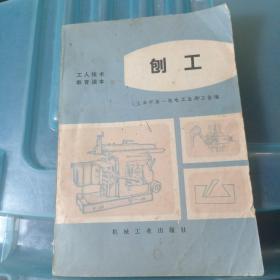 刨工
工人技术
教育读本
上海市第一机电工业局工会编
机械工业出版社